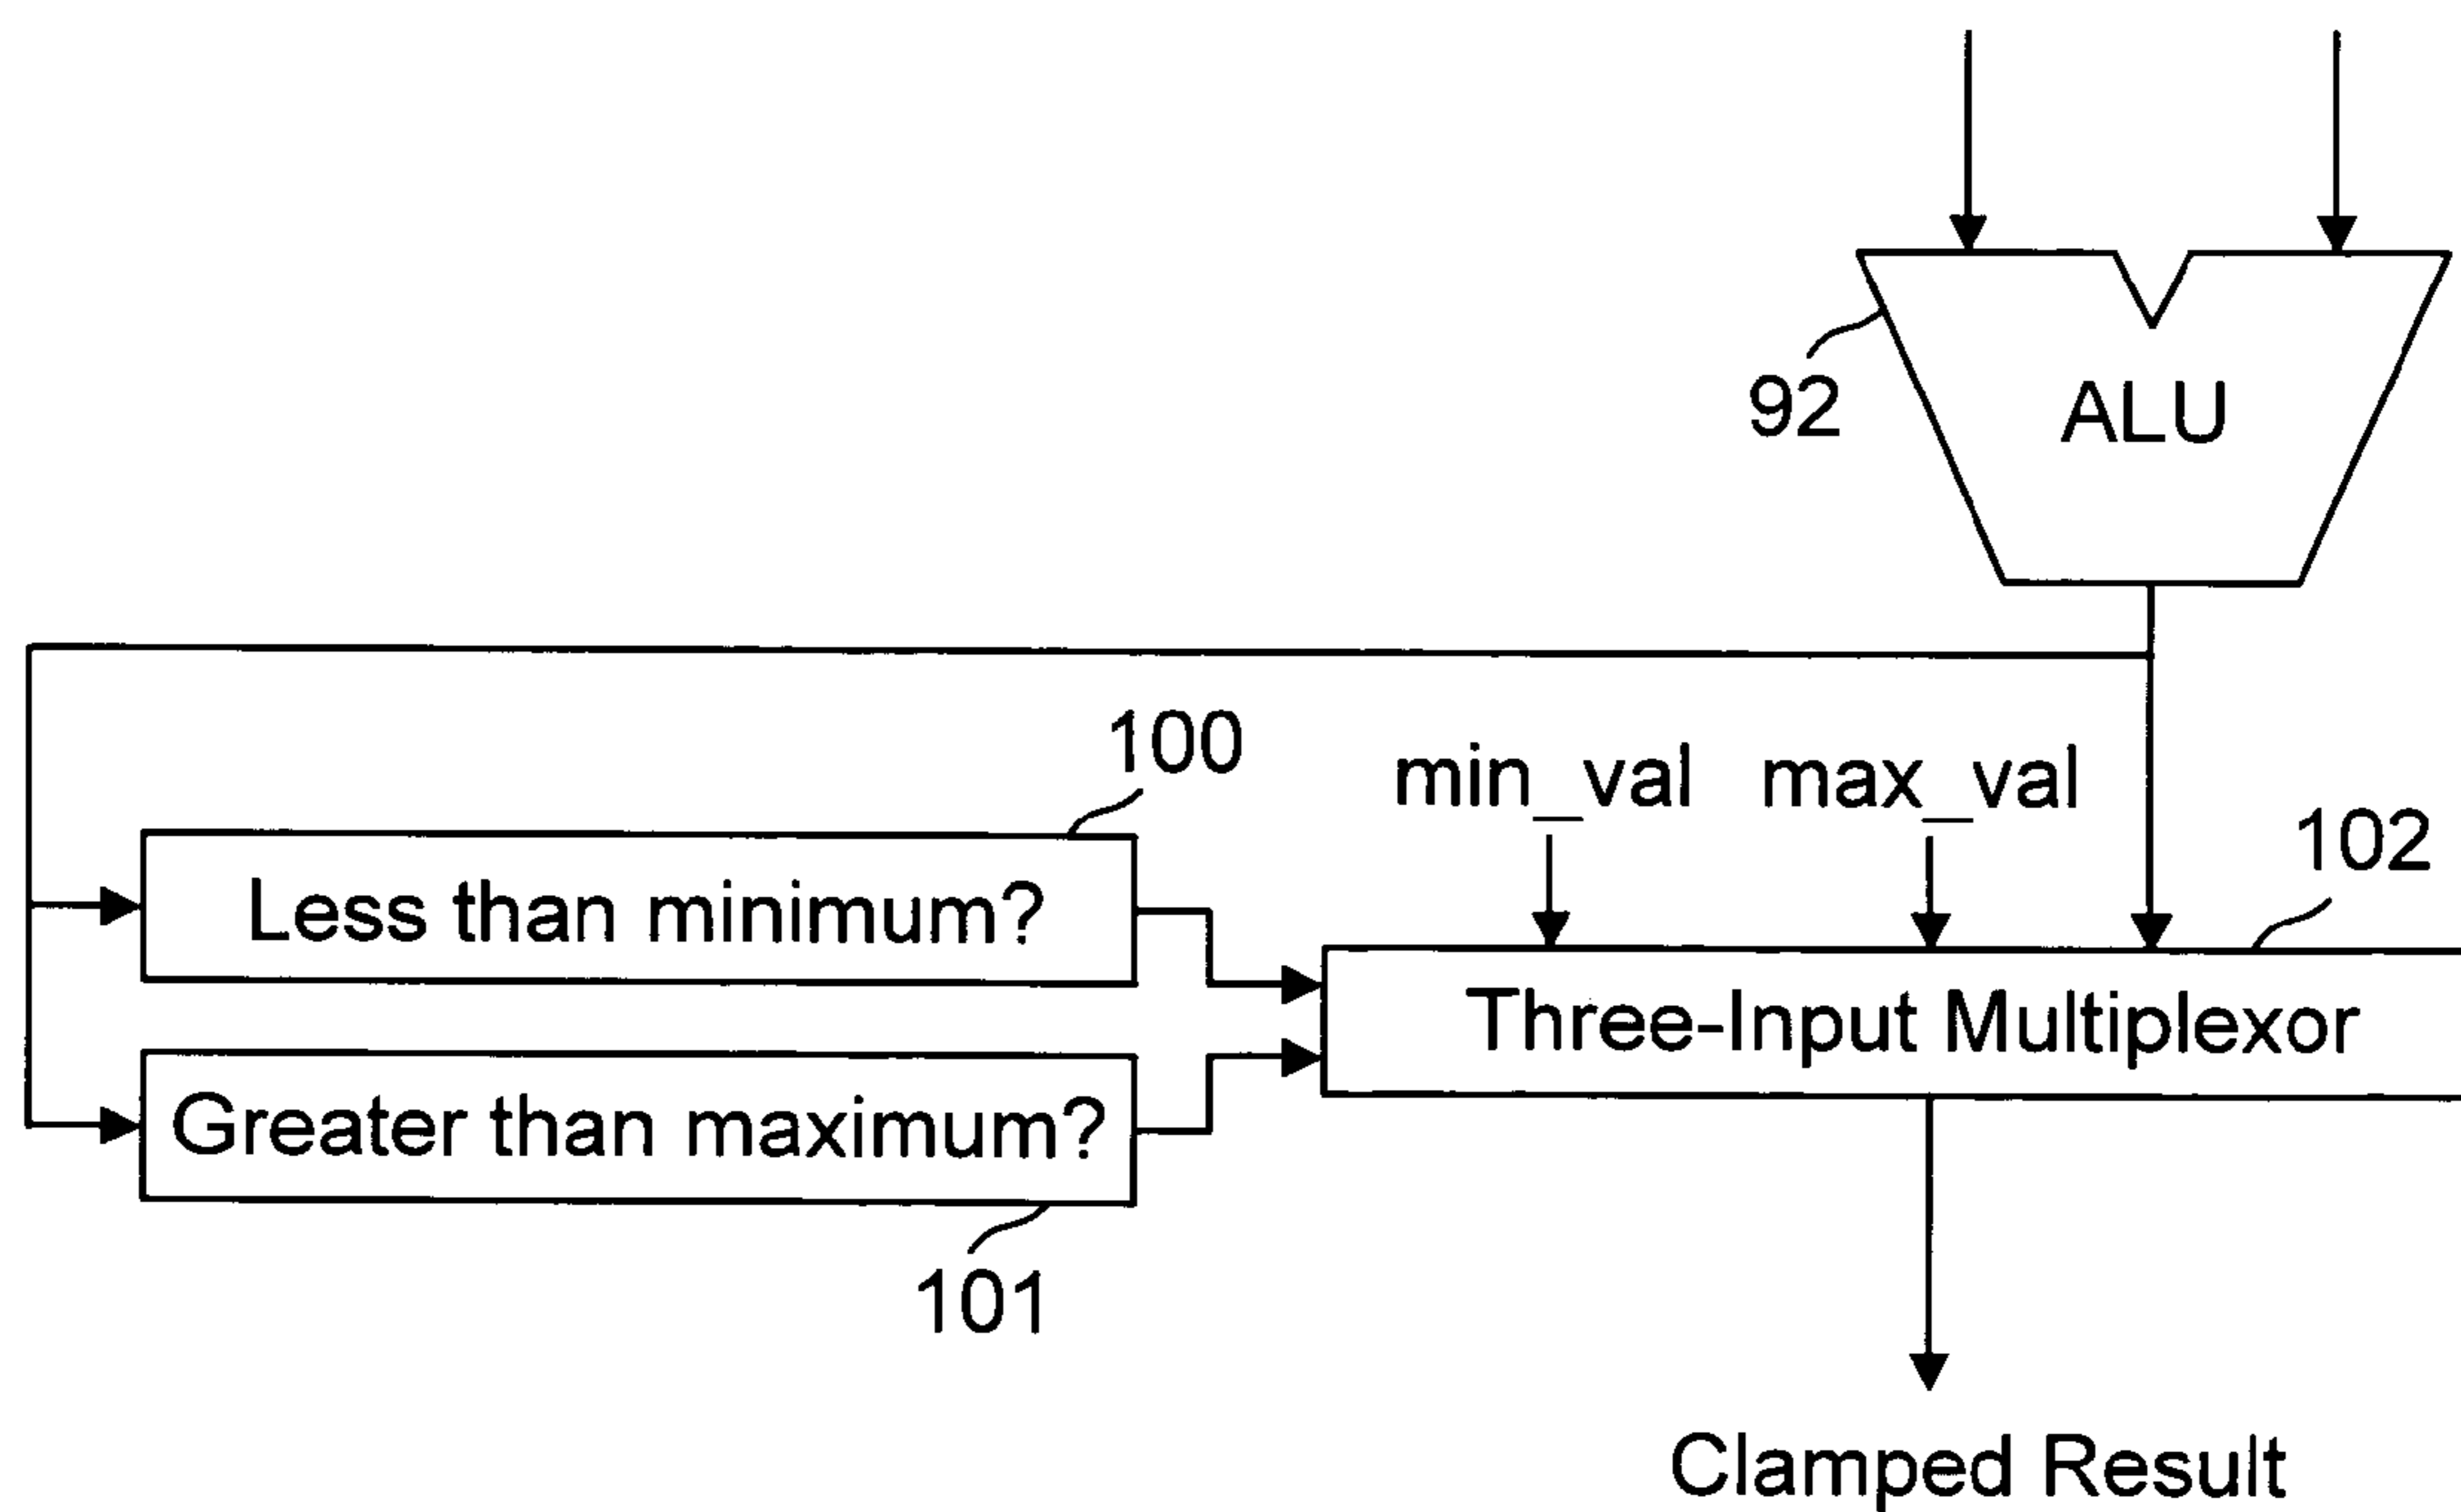 92
ALU
100
min_val
max_val
102
Less than minimum?
Three-Input Multiplexor
Greater than maximum?
101
Clamped Result